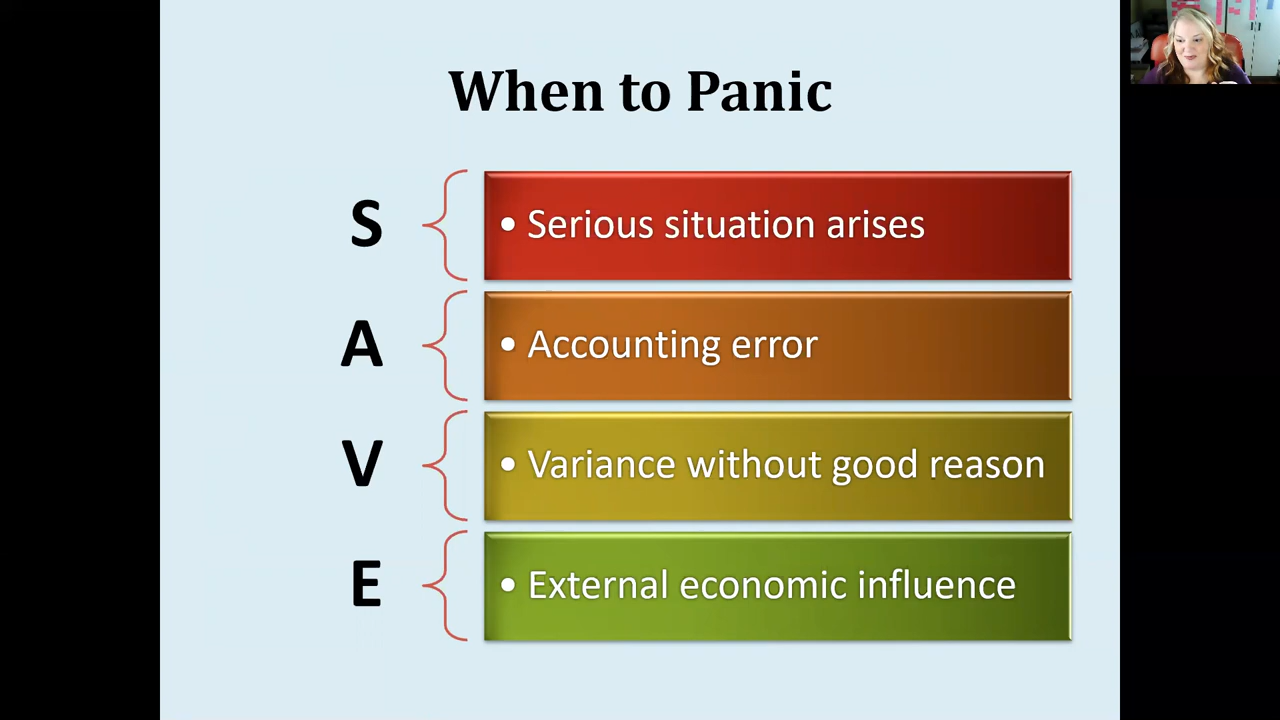 When to Panic
S
• Serious situation arises
A
• Accounting error
V
• Variance without good reason
E
• External economic influence